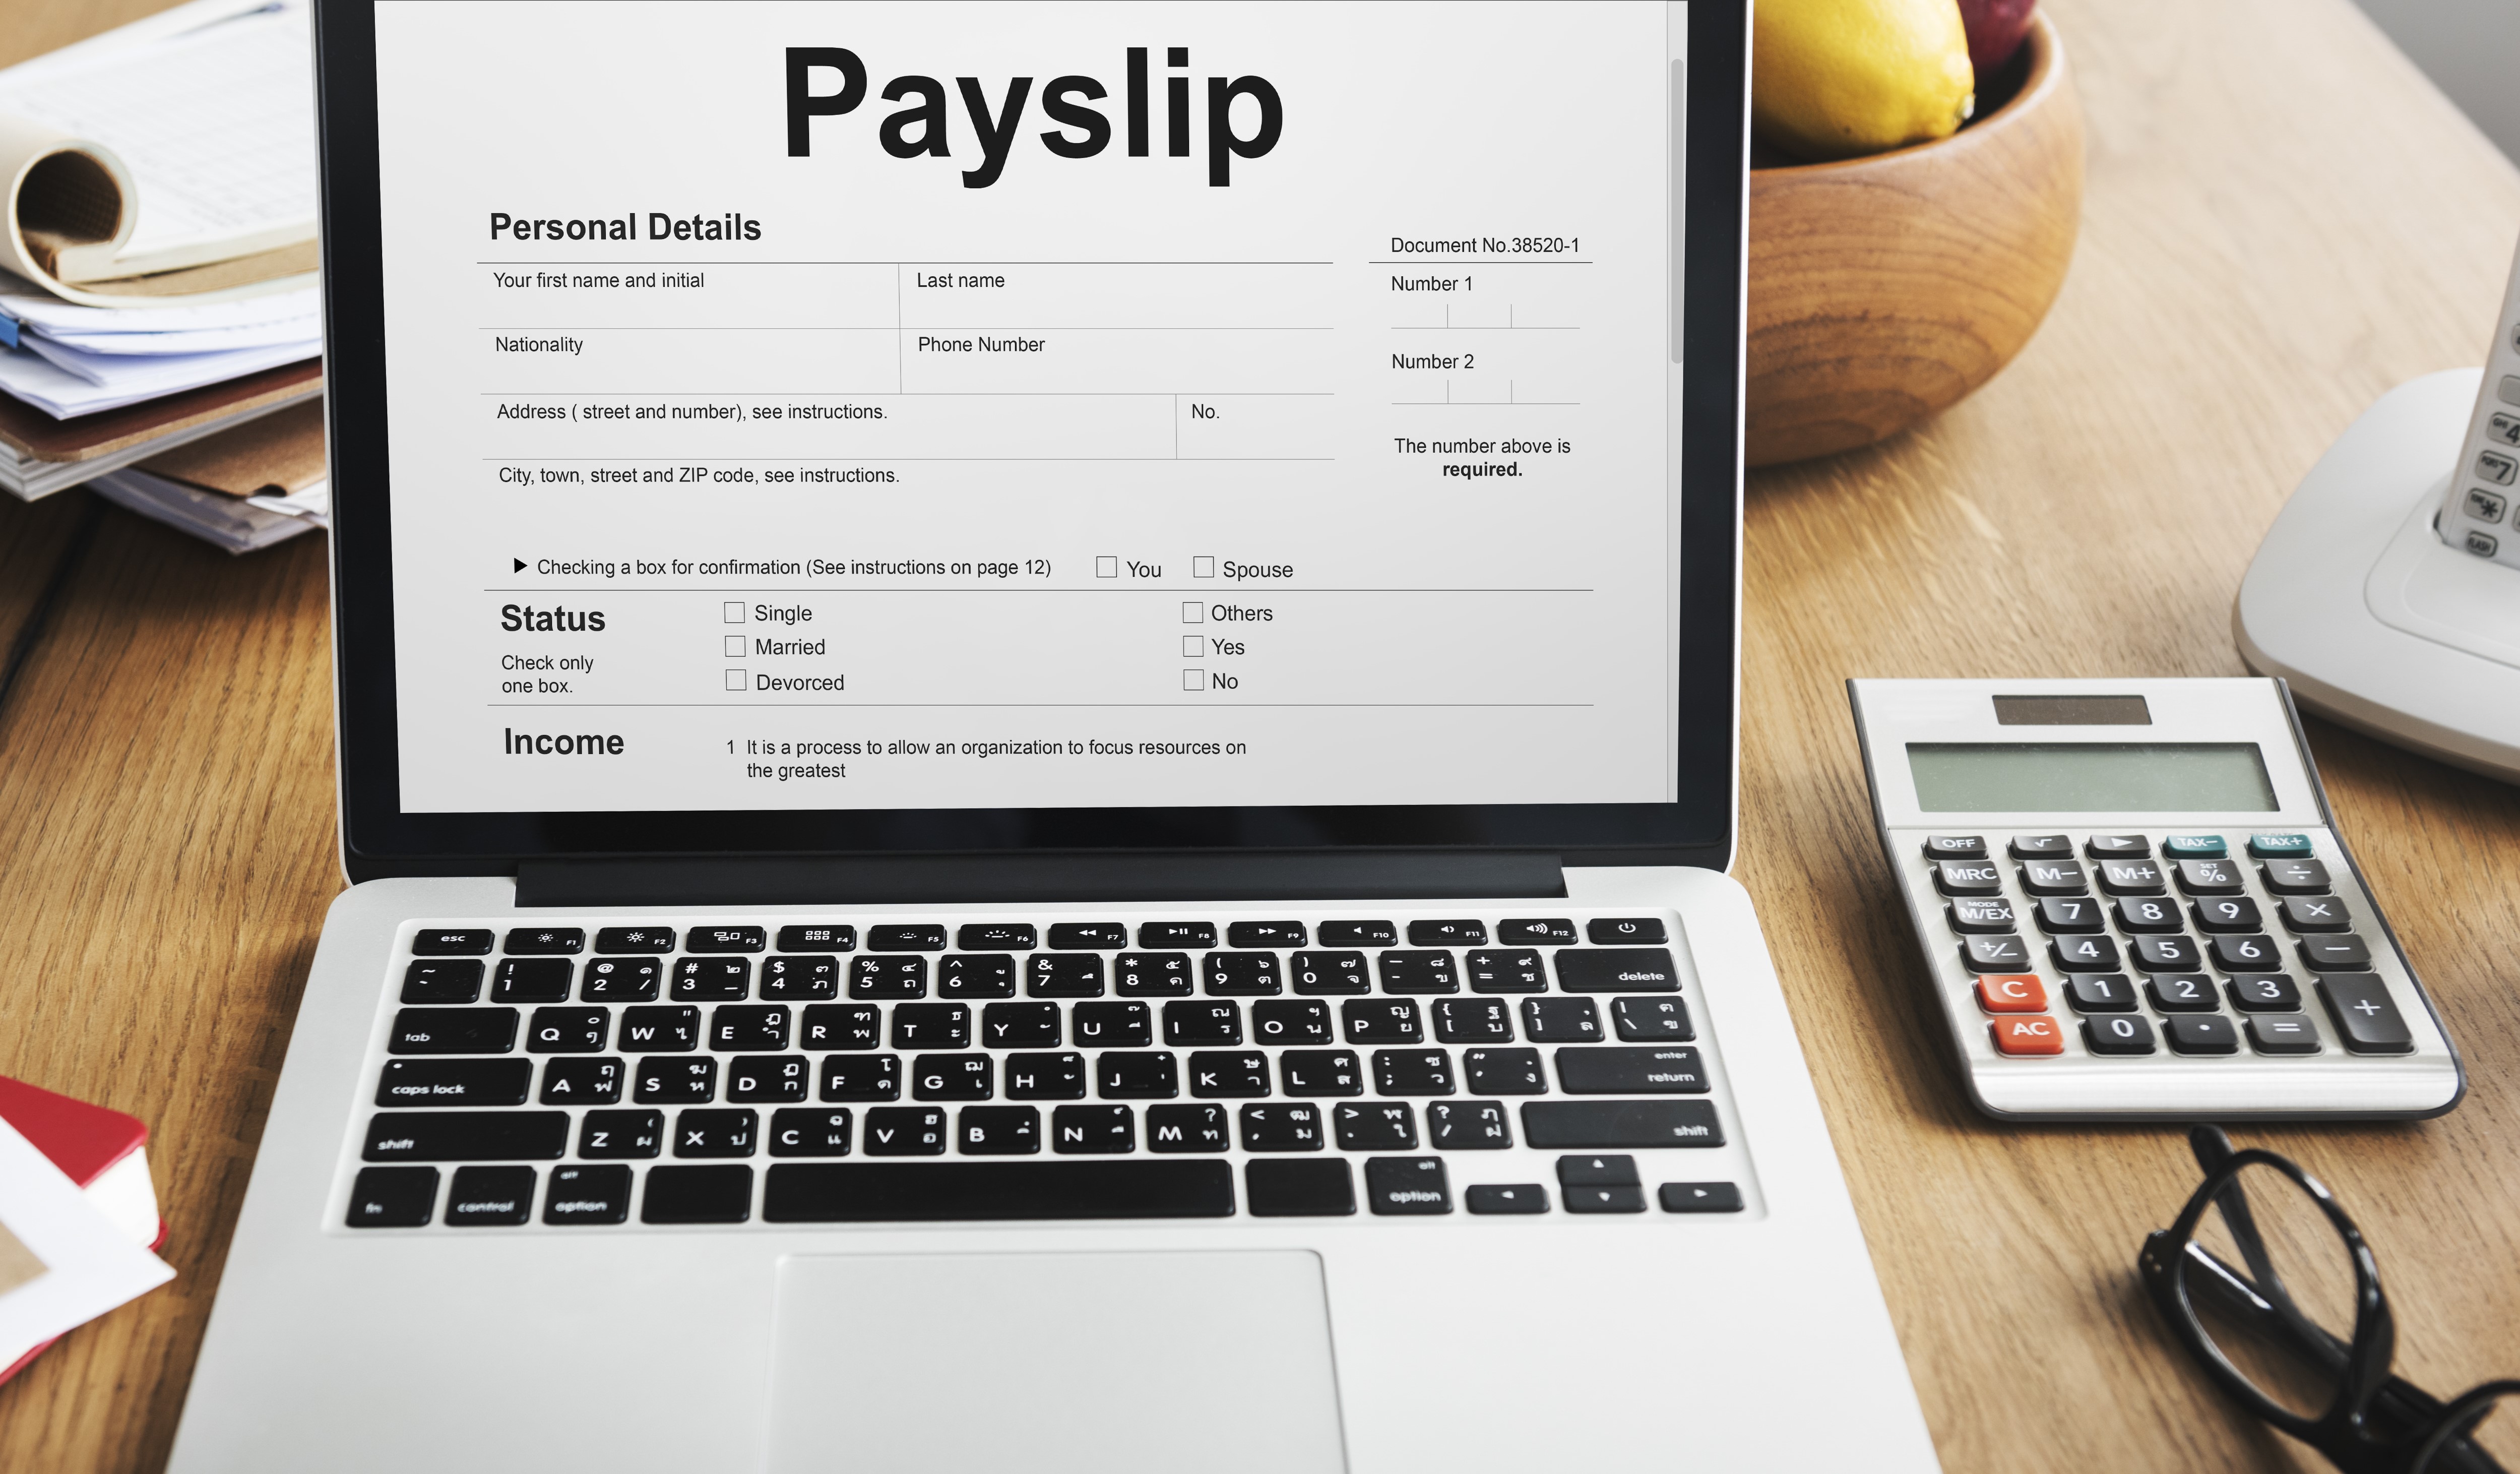 Payslip
Personal Details
Document No.38520-1
Your first name and initial
Last name
Number 1
Nationality
Phone Number
Number 2
Address ( street and number), see instructions.
No.
The number above is
required.
City, town, street and ZIP code, see instructions.
Checking a box for confirmation (See instructions on page 12)
You
Spouse
Status
Check only
one box.
Single
Married
Devorced
Others
Yes
No
Income
1 It is a process to allow an organization to focus resources on
the greatest
esc F1 F2 F3 F4 F5 F6 F7 F8 F9 F10 F11 F12
~ ! @ # $ % ^ & * ( ) - +
1 2 3 4 5 6 7 8 9 0 - = delete
tab Q W E R T Y U I O P { [ } ] | \
caps lock A S D F G H J K L : ; enter return
shift Z X C V B N M < , > . ? / shift
fn control alt option alt option
OFF √ TAX− TAX+
MRC M− M+ SET % ÷
MODE M/EX 7 8 9 ×
+/− 4 5 6 −
C 1 2 3 +
AC 0 . =
4
7
*
FLASH